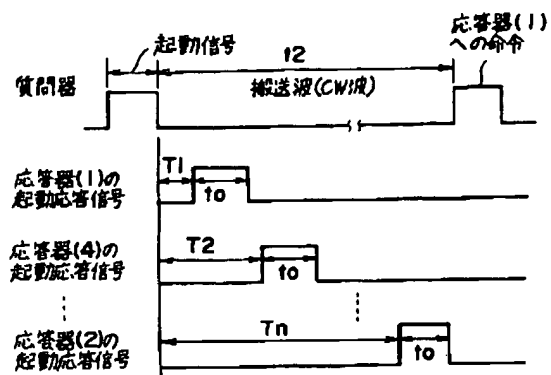 起動信号
t2
応答器(1)
への命令
質問器
搬送波(CW波)
T1
to
応答器(1)の
起動応答信号
T2
to
応答器(4)の
起動応答信号
Tn
to
応答器(2)の
起動応答信号